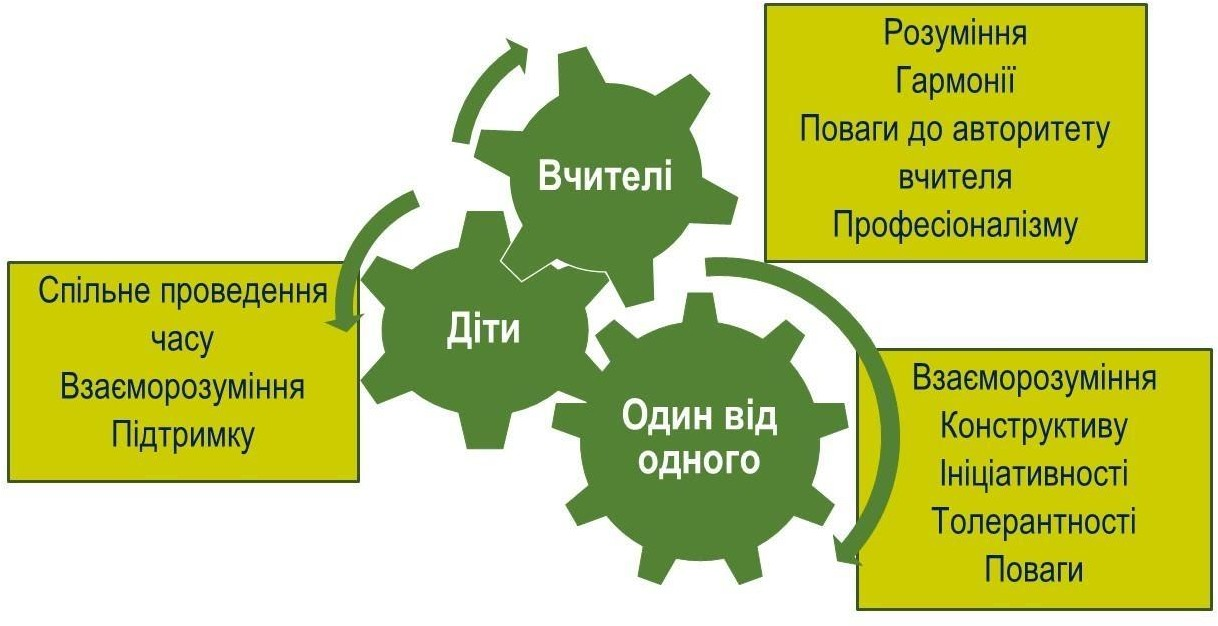 Розуміння
Гармонії
Поваги до авторитету
вчителя
Професіоналізму
Вчителі
Спільне проведення
часу
Взаєморозуміння
Підтримку
Діти
Один від
одного
Взаєморозуміння
Конструктиву
Ініціативності
Толерантності
Поваги